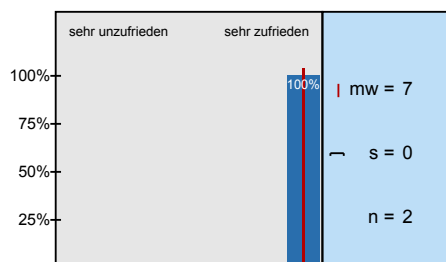 sehr unzufrieden sehr zufrieden
100%
100%
mw = 7
75%
50%
s = 0
25%
n = 2